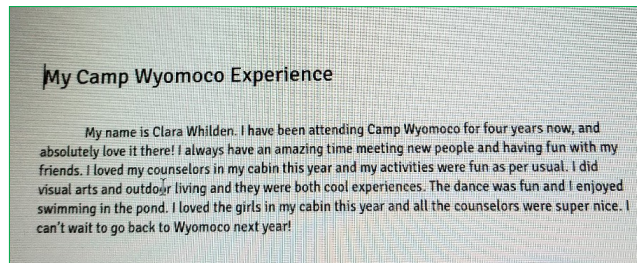 My Camp Wyomoco Experience
My name is Clara Whilden. I have been attending Camp Wyomoco for four years now, and
absolutely love it there! I always have an amazing time meeting new people and having fun with my
friends. I loved my counselors in my cabin this year and my activities were fun as per usual. I did
visual arts and outdoor living and they were both cool experiences. The dance was fun and I enjoyed
swimming in the pond. I loved the girls in my cabin this year and all the counselors were super nice. I
can't wait to go back to Wyomoco next year!